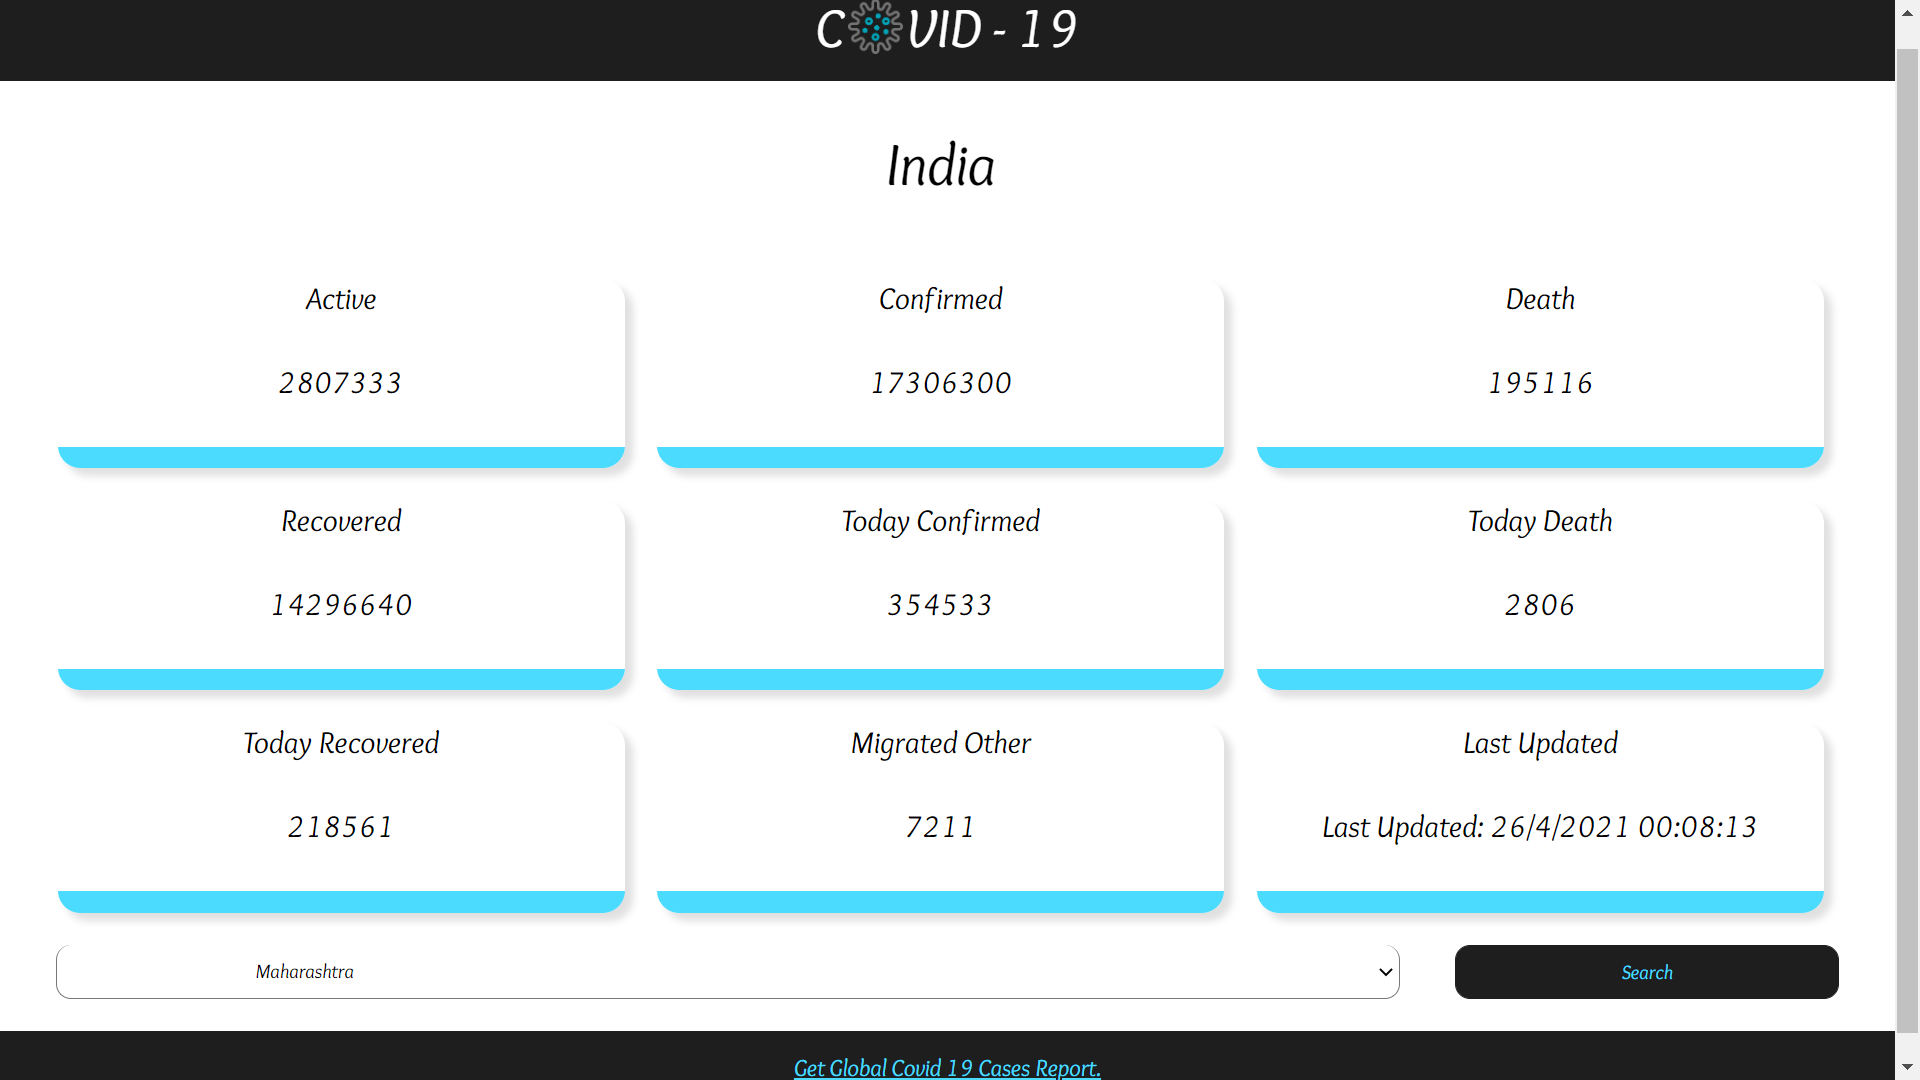 COVID - 19
India
Active
Confirmed
Death
2807333
17306300
195116
Recovered
Today Confirmed
Today Death
14296640
354533
2806
Today Recovered
Migrated Other
Last Updated
218561
7211
Last Updated: 26/4/2021 00:08:13
Maharashtra
Search
Get Global Covid 19 Cases Report.